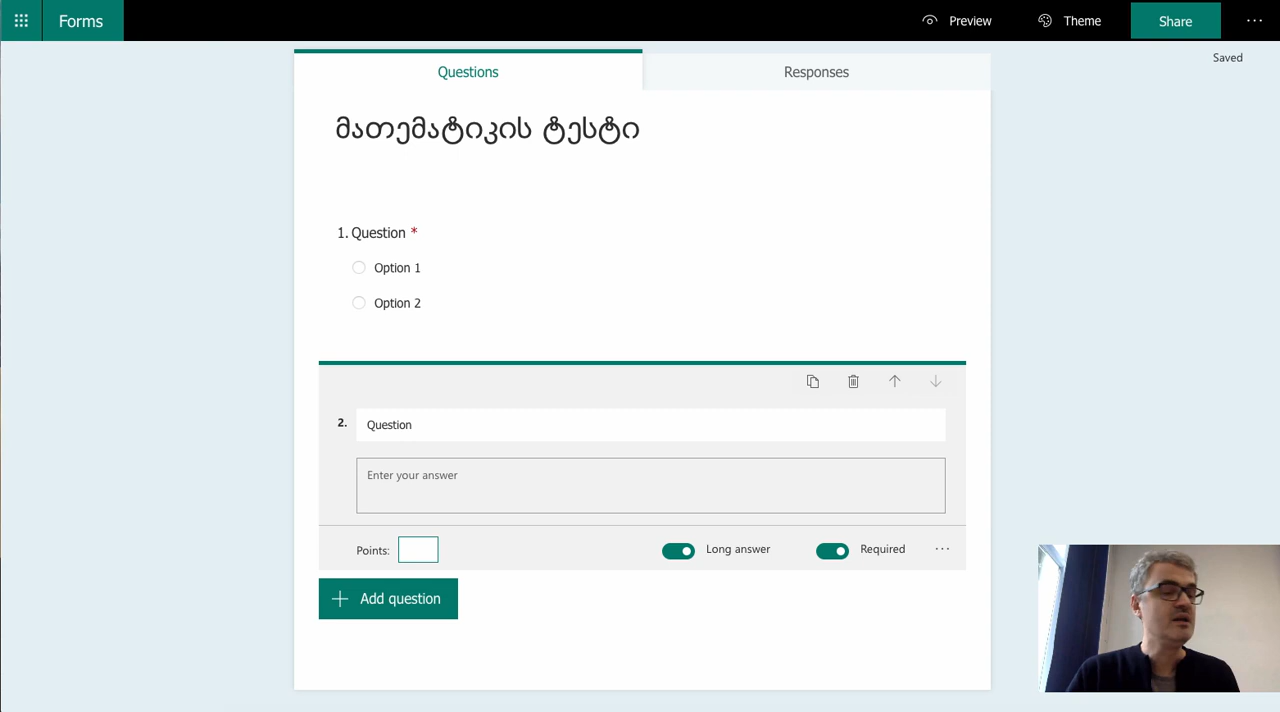 Forms
Preview
Theme
Share
Saved
Questions
Responses
მათემატიკის ტესტი
1. Question *
Option 1
Option 2
2. Question
Enter your answer
Points:
Long answer
Required
Add question